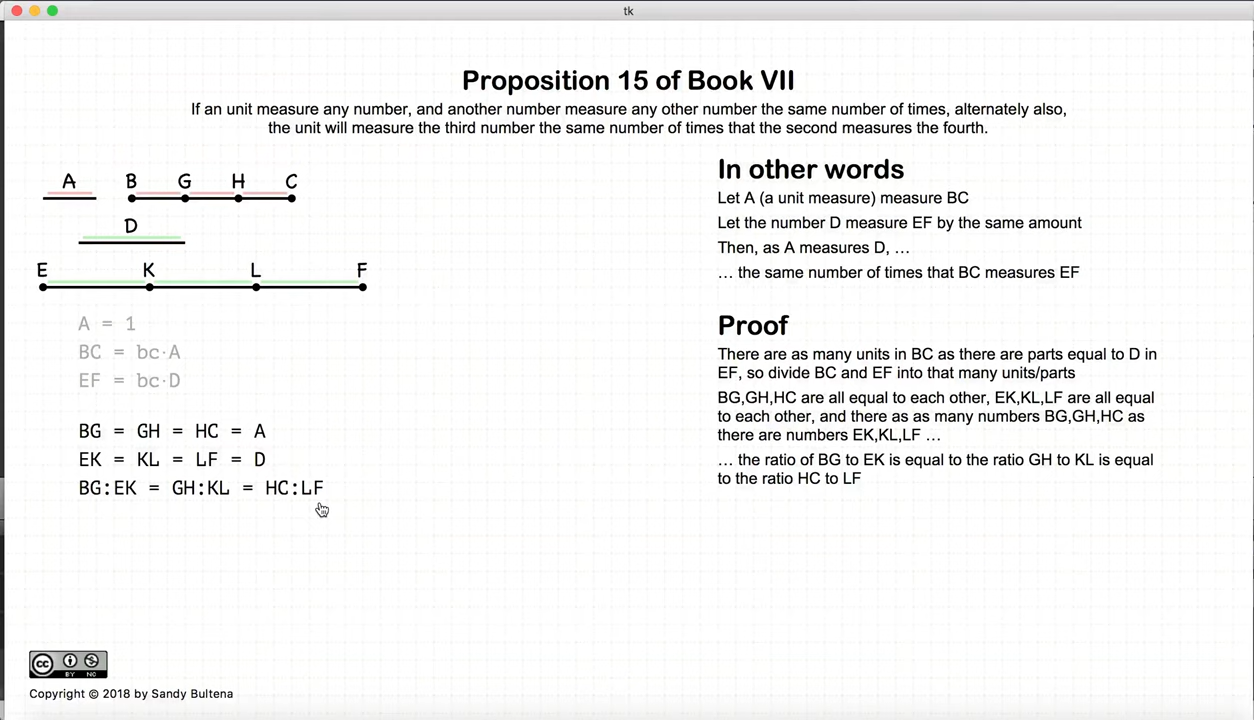 tk
Proposition 15 of Book VII
If an unit measure any number, and another number measure any other number the same number of times, alternately also,
the unit will measure the third number the same number of times that the second measures the fourth.
A B G H C
D
E K L F
A = 1
BC = bc·A
EF = bc·D
BG = GH = HC = A
EK = KL = LF = D
BG:EK = GH:KL = HC:LF
In other words
Let A (a unit measure) measure BC
Let the number D measure EF by the same amount
Then, as A measures D, …
… the same number of times that BC measures EF
Proof
There are as many units in BC as there are parts equal to D in
EF, so divide BC and EF into that many units/parts
BG,GH,HC are all equal to each other, EK,KL,LF are all equal
to each other, and there as as many numbers BG,GH,HC as
there are numbers EK,KL,LF …
… the ratio of BG to EK is equal to the ratio GH to KL is equal
to the ratio HC to LF
cc
BY NC
Copyright © 2018 by Sandy Bultena